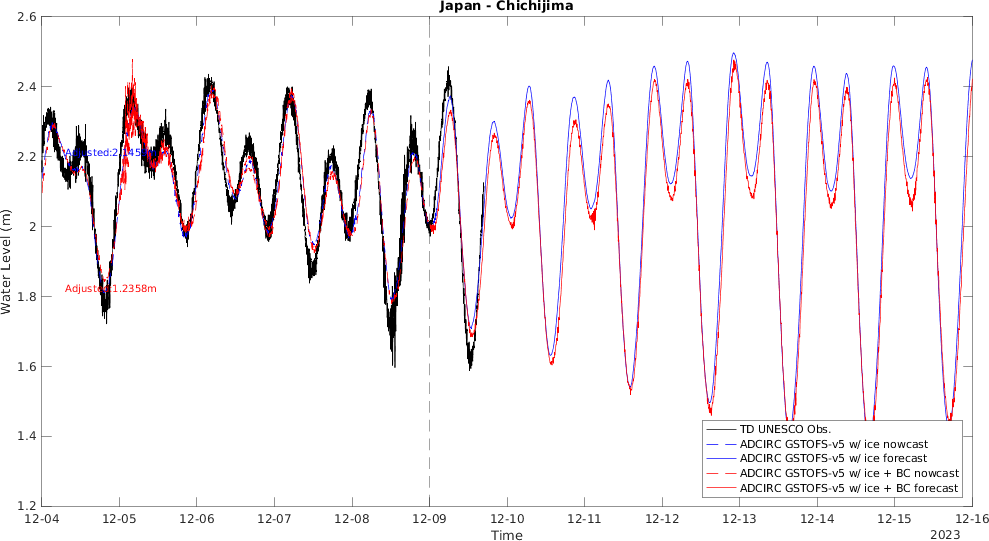 Japan - Chichijima
Water Level (m)
2.6
2.4
2.2
2
1.8
1.6
1.4
1.2
Adjusted:1.2358m
TD UNESCO Obs.
ADCIRC GSTOFS-v5 w/ ice nowcast
ADCIRC GSTOFS-v5 w/ ice forecast
ADCIRC GSTOFS-v5 w/ ice + BC nowcast
ADCIRC GSTOFS-v5 w/ ice + BC forecast
12-04 12-05 12-06 12-07 12-08 12-09 12-10 12-11 12-12 12-13 12-14 12-15 12-16
Time
2023